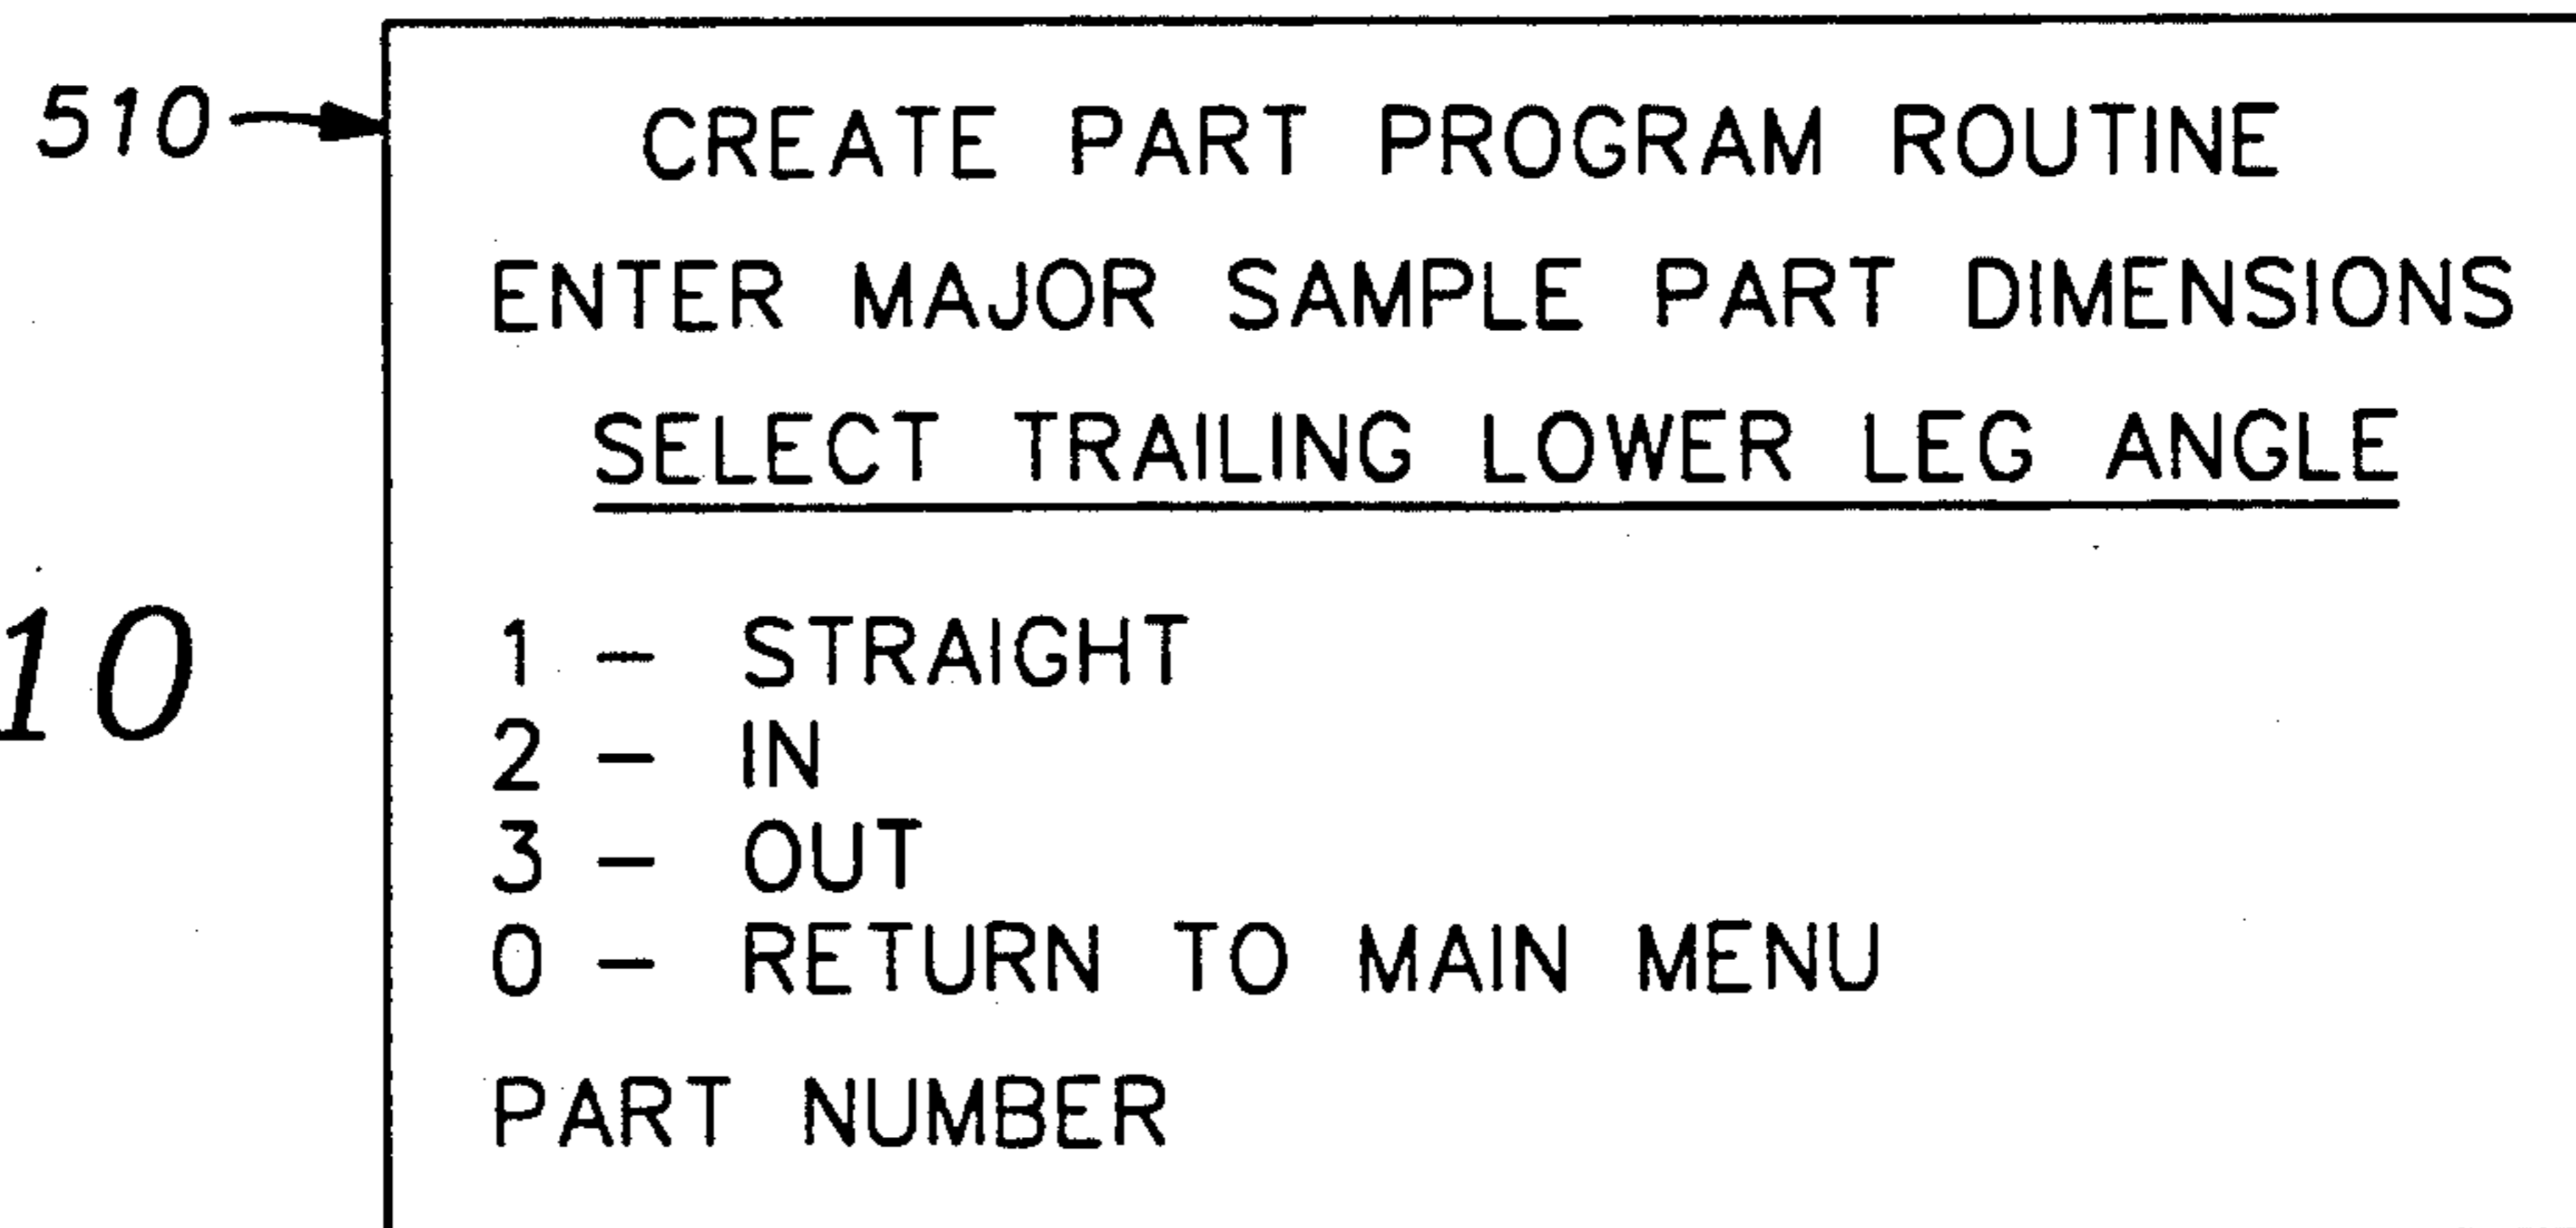 510
CREATE PART PROGRAM ROUTINE
ENTER MAJOR SAMPLE PART DIMENSIONS
SELECT TRAILING LOWER LEG ANGLE
10
1 - STRAIGHT
2 - IN
3 - OUT
0 - RETURN TO MAIN MENU
PART NUMBER